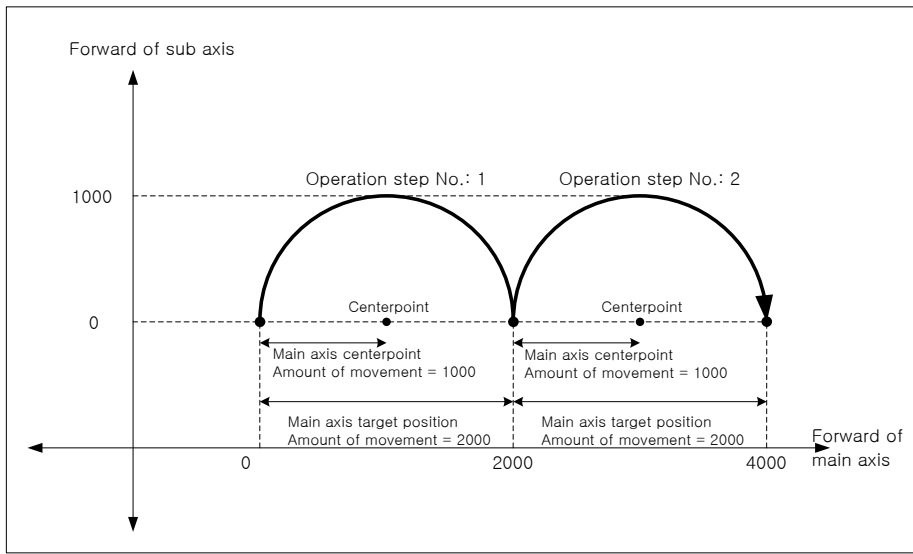 Forward of sub axis
Operation step No.: 1
Operation step No.: 2
1000
Centerpoint
Centerpoint
0
Main axis centerpoint
Amount of movement = 1000
Main axis centerpoint
Amount of movement = 1000
Main axis target position
Amount of movement = 2000
Main axis target position
Amount of movement = 2000
Forward of
main axis
0
2000
4000